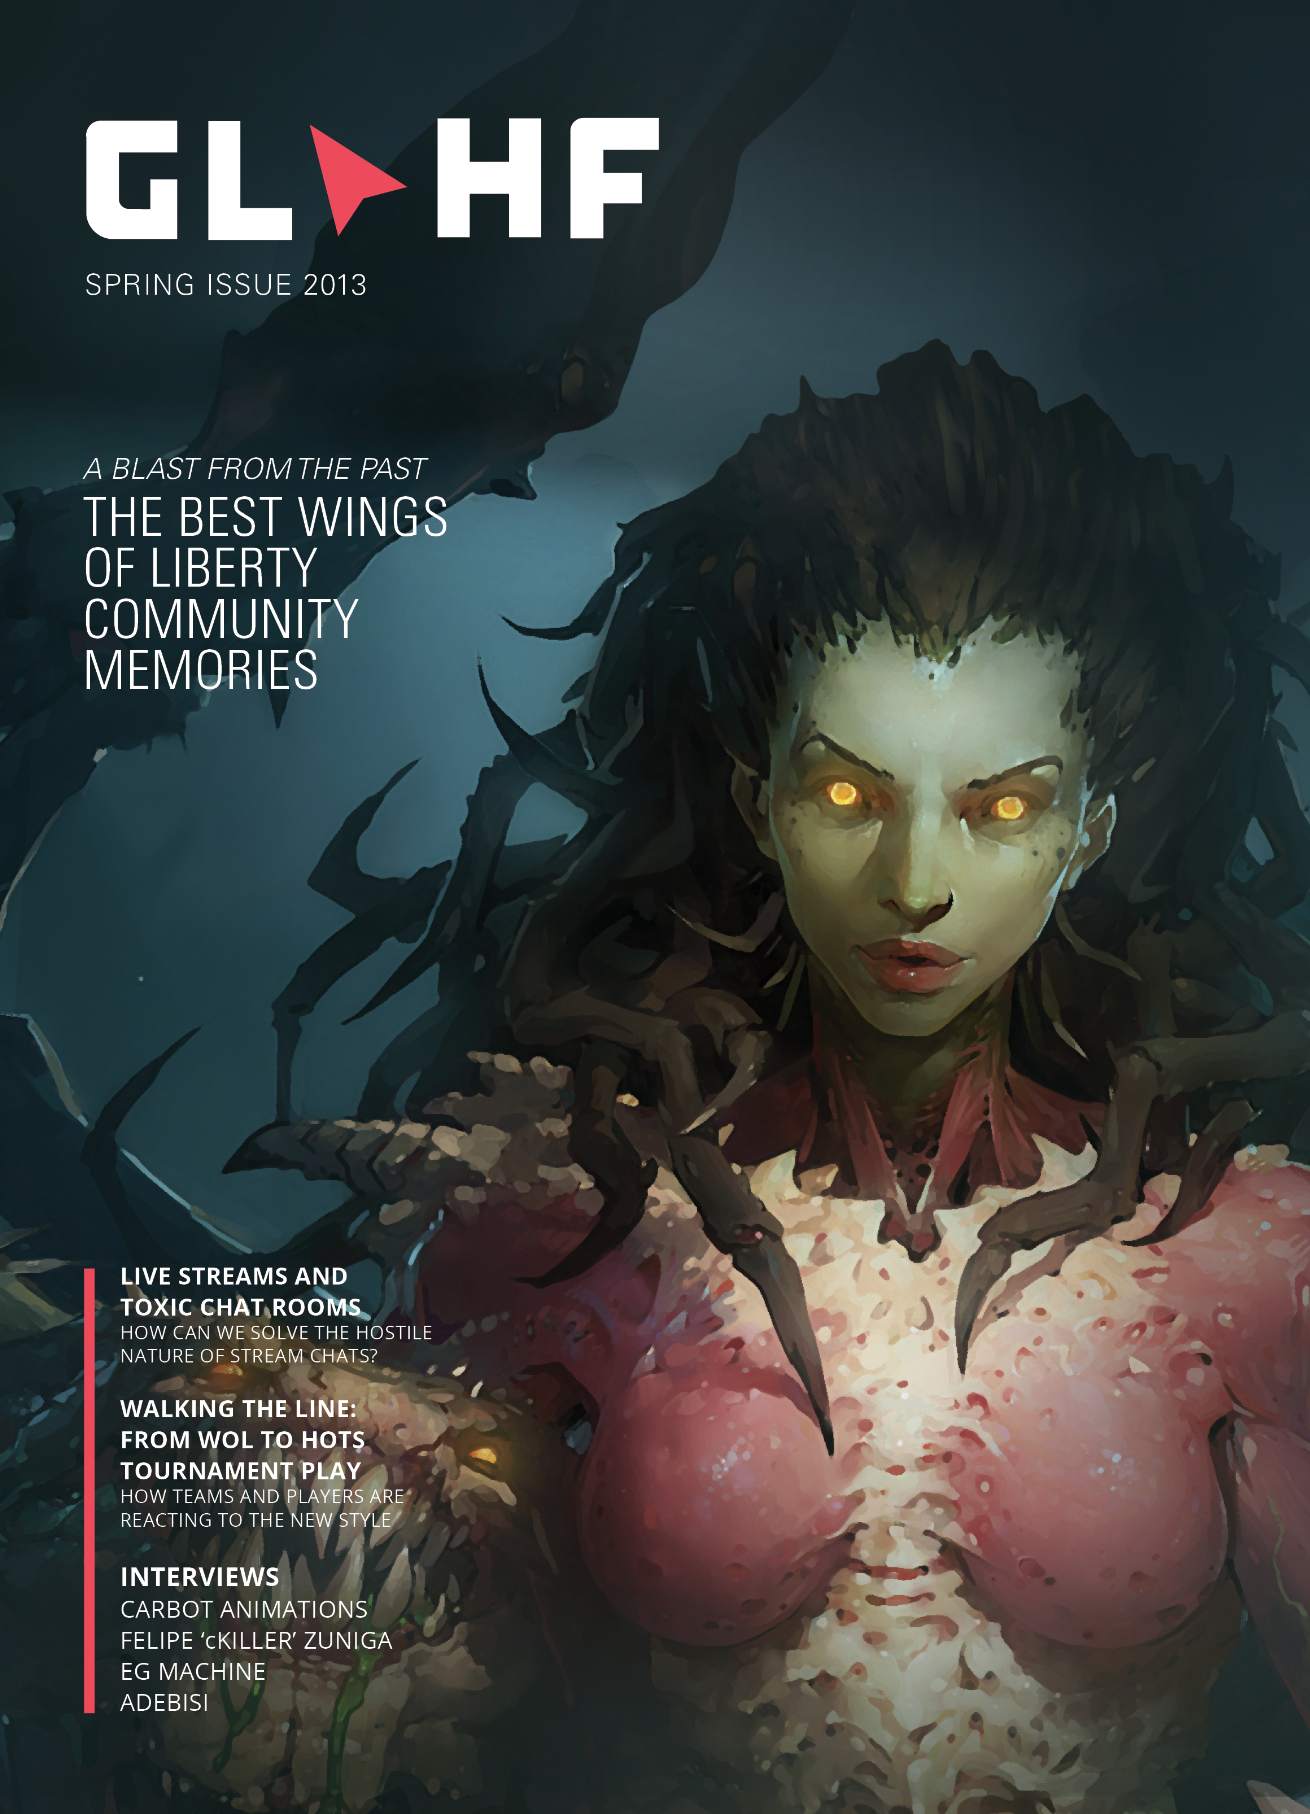 GL HF
SPRING ISSUE 2013
A BLAST FROM THE PAST
THE BEST WINGS
OF LIBERTY
COMMUNITY
MEMORIES
LIVE STREAMS AND
TOXIC CHAT ROOMS
HOW CAN WE SOLVE THE HOSTILE
NATURE OF STREAM CHATS?
WALKING THE LINE:
FROM WOL TO HOTS
TOURNAMENT PLAY
HOW TEAMS AND PLAYERS ARE
REACTING TO THE NEW STYLE
INTERVIEWS
CARBOT ANIMATIONS
FELIPE ‘cKILLER’ ZUNIGA
EG MACHINE
ADEBISI